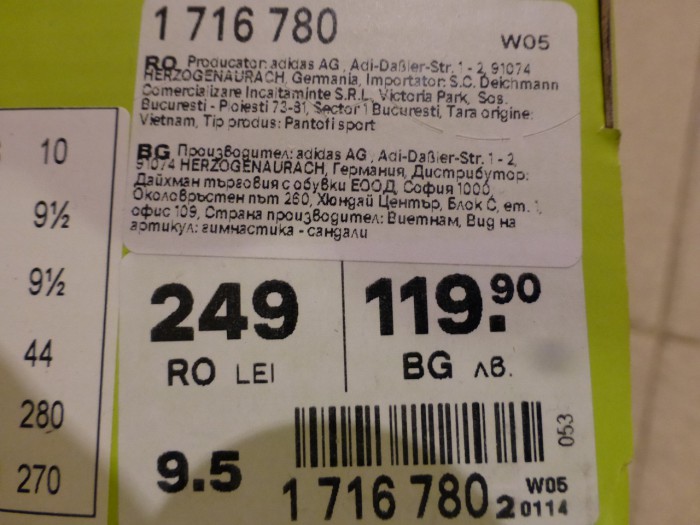 1 716 780
W05
RO Producator: adidas AG , Adi-Daßler-Str. 1 - 2, 91074
HERZOGENAURACH, Germania, Importator: S.C. Deichmann
Comercializare Incaltaminte S.R.L., Victoria Park, Sos.
Bucuresti - Ploiesti 73-81, Sector 1 Bucuresti, Tara origine:
Vietnam, Tip produs: Pantofi sport
BG Производител: adidas AG , Adi-Daßler-Str. 1 - 2,
91074 HERZOGENAURACH, Германия, Дистрибутор:
Дайхман търговия с обувки ЕООД, София 1000,
Околовръстен път 260, Хюндай Център, Блок С, ет. 1,
офис 109, Страна производител: Виетнам, Вид на
артикул: гимнастика - сандали
10
9½
9½
44
280
270
249
RO LEI
119.90
BG лв.
053
9.5
1 716 780 2
W05
0114